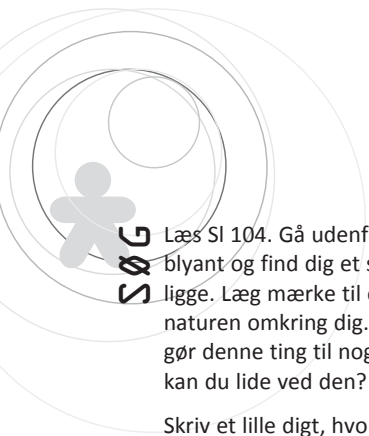 SØG
Læs Sl 104. Gå udenf
blyant og find dig et s
ligge. Læg mærke til
naturen omkring dig.
gør denne ting til nog
kan du lide ved den?
Skriv et lille digt, hvo